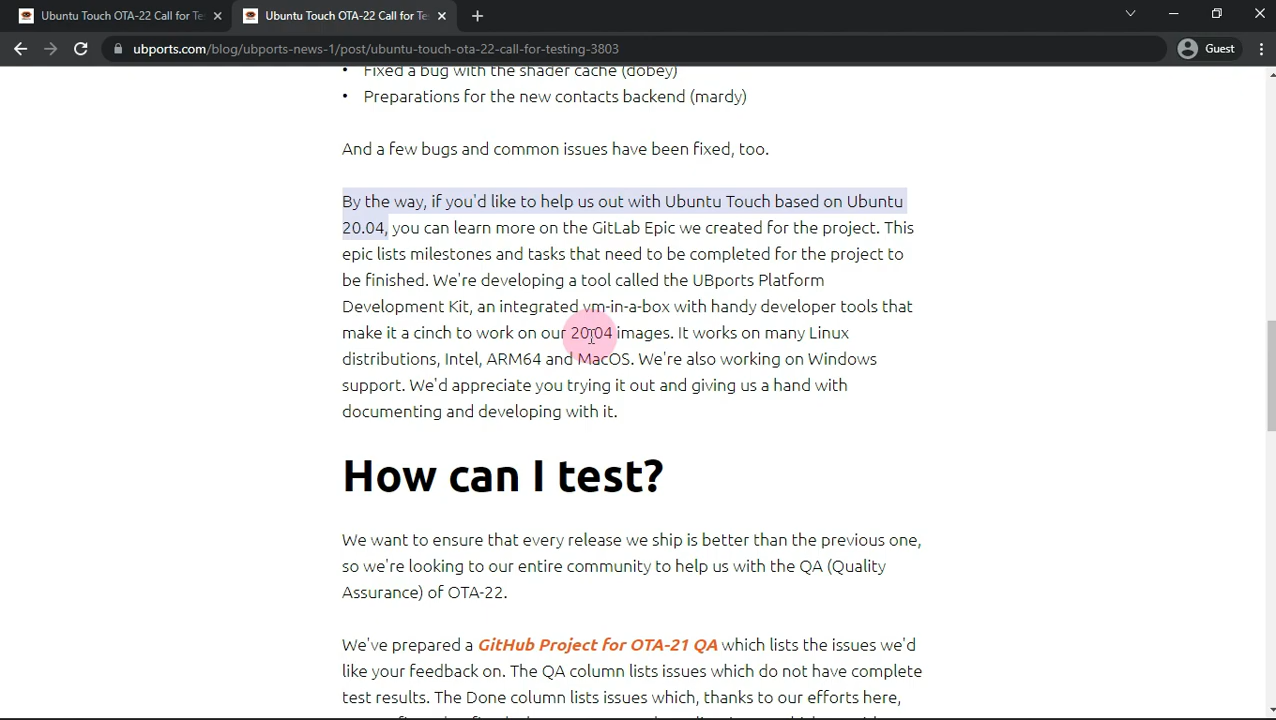 Ubuntu Touch OTA-22 Call for Te
Ubuntu Touch OTA-22 Call for Te
ubports.com/blog/ubports-news-1/post/ubuntu-touch-ota-22-call-for-testing-3803
Guest
• Fixed a bug with the shader cache (dobey)
• Preparations for the new contacts backend (mardy)
And a few bugs and common issues have been fixed, too.
By the way, if you'd like to help us out with Ubuntu Touch based on Ubuntu
20.04, you can learn more on the GitLab Epic we created for the project. This
epic lists milestones and tasks that need to be completed for the project to
be finished. We're developing a tool called the UBports Platform
Development Kit, an integrated vm-in-a-box with handy developer tools that
make it a cinch to work on our 20.04 images. It works on many Linux
distributions, Intel, ARM64 and MacOS. We're also working on Windows
support. We'd appreciate you trying it out and giving us a hand with
documenting and developing with it.
How can I test?
We want to ensure that every release we ship is better than the previous one,
so we're looking to our entire community to help us with the QA (Quality
Assurance) of OTA-22.
We've prepared a GitHub Project for OTA-21 QA which lists the issues we'd
like your feedback on. The QA column lists issues which do not have complete
test results. The Done column lists issues which, thanks to our efforts here,